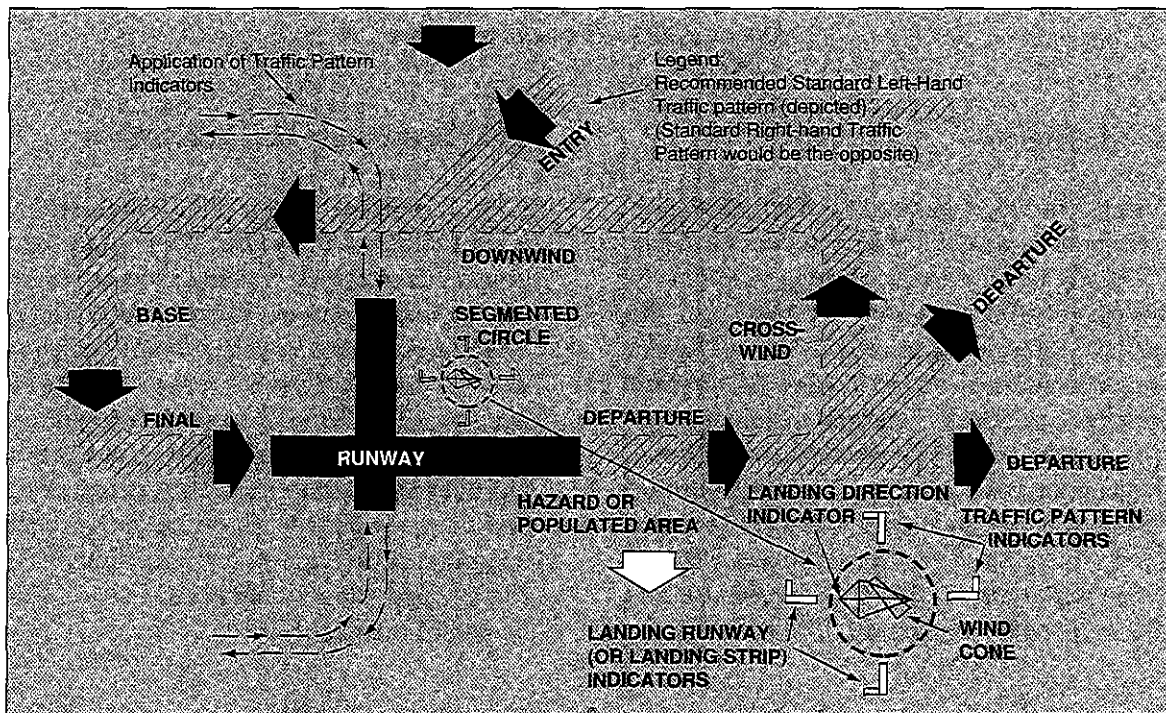 Application of Traffic Pattern
Indicators
Legend:
Recommended Standard Left-Hand
Traffic pattern (depicted)
(Standard Right-hand Traffic
Pattern would be the opposite)
ENTRY
DOWNWIND
DEPARTURE
BASE
SEGMENTED
CIRCLE
CROSS-
WIND
FINAL
DEPARTURE
RUNWAY
DEPARTURE
HAZARD OR
POPULATED AREA
LANDING DIRECTION
INDICATOR
TRAFFIC PATTERN
INDICATORS
LANDING RUNWAY
(OR LANDING STRIP)
INDICATORS
WIND
CONE